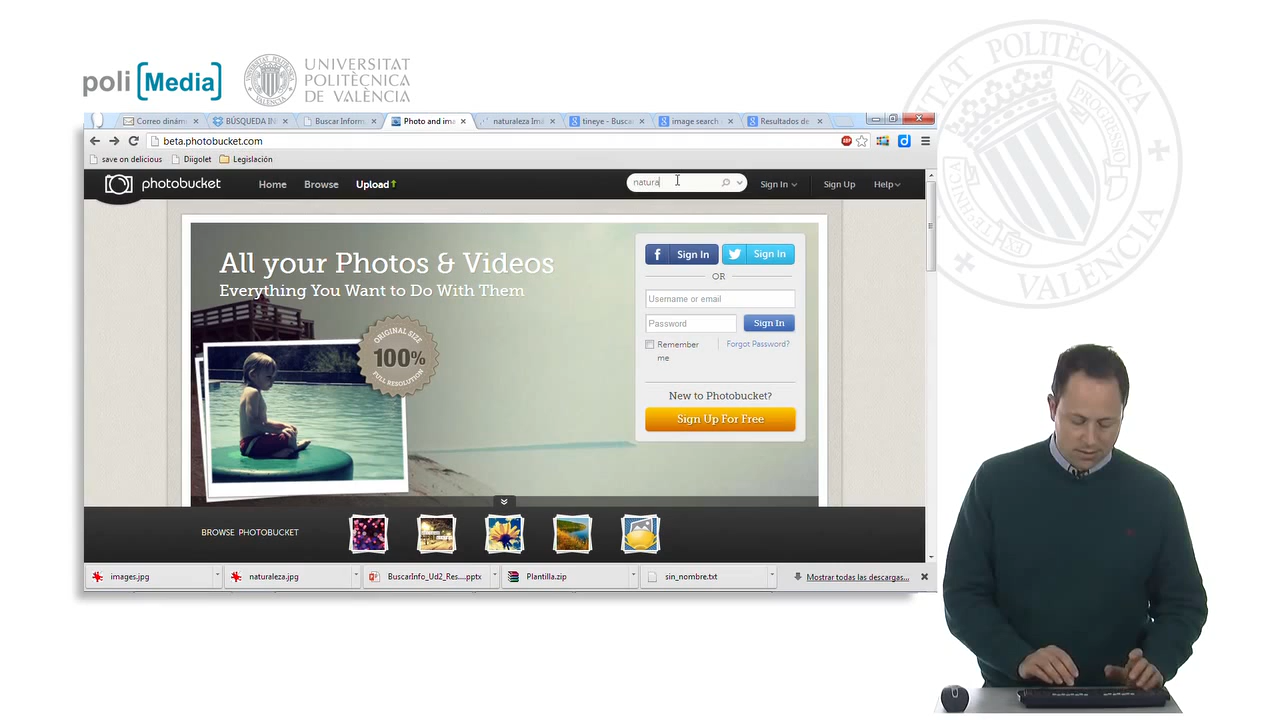 poli[Media]
UNIVERSITAT
POLITÈCNICA
DE VALÈNCIA
Correo dinám
BÚSQUEDA IN
Buscar Inform
Photo and ima
naturaleza Imá
tineye - Buscar
image search
Resultados de
beta.photobucket.com
save on delicious
Diigolet
Legislación
photobucket
Home
Browse
Upload
natura
Sign In
Sign Up
Help
All your Photos & Videos
Everything You Want to Do With Them
ORIGINAL SIZE
100%
FULL RESOLUTION
Sign In
Sign In
OR
Username or email
Password
Sign In
Remember
me
Forgot Password?
New to Photobucket?
Sign Up For Free
BROWSE PHOTOBUCKET
images.jpg
naturaleza.jpg
BuscarInfo_Ud2_Res....pptx
Plantilla.zip
sin_nombre.txt
Mostrar todas las descargas...
POLITÈCNICA
VALÈNCIA
PROGRESSIO